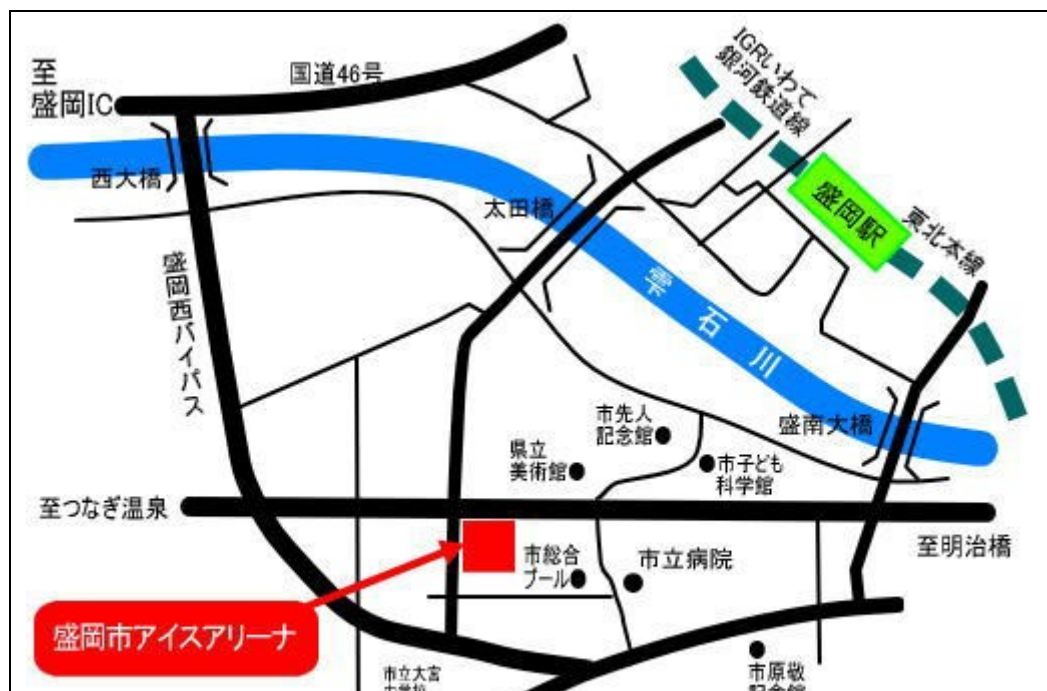 至
盛岡IC
国道46号
IGRいわて
銀河鉄道線
盛岡駅
東北本線
西大橋
太田橋
盛岡西バイパス
雫石川
盛南大橋
市先人
記念館
県立
美術館
市子ども
科学館
至つなぎ温泉
至明治橋
市総合
プール
市立病院
盛岡市アイスアリーナ
市立大宮
市原敬